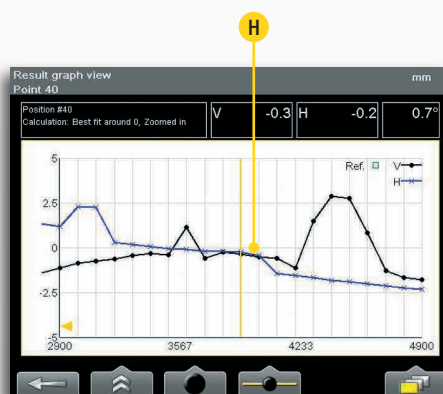 H
Result graph view mm
Point 40
Position #40
Calculation: Best fit around 0, Zoomed in
V -0.3 H -0.2 0.7°
5
Ref. V
H
2.5
0
-2.5
-5
2900 3567 4233 4900